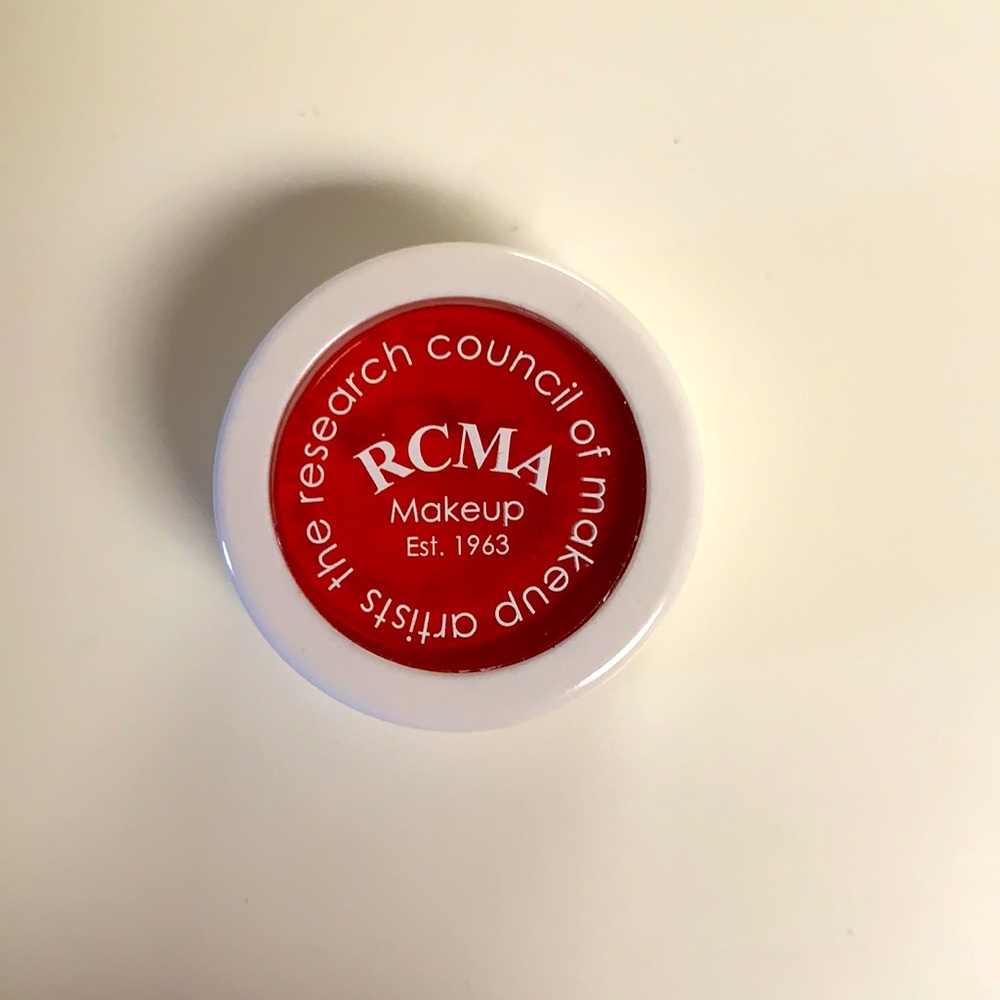 the research council of makeup artists
RCMA
Makeup
Est. 1963